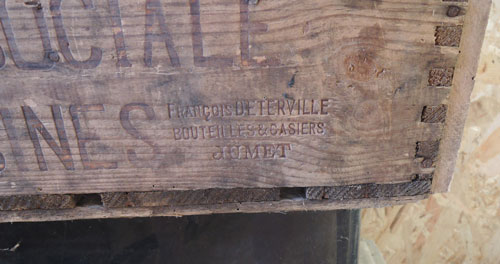 OCIALE
INES
FRANÇOIS DETERVILLE
BOUTEILLES & CASIERS
JUMET